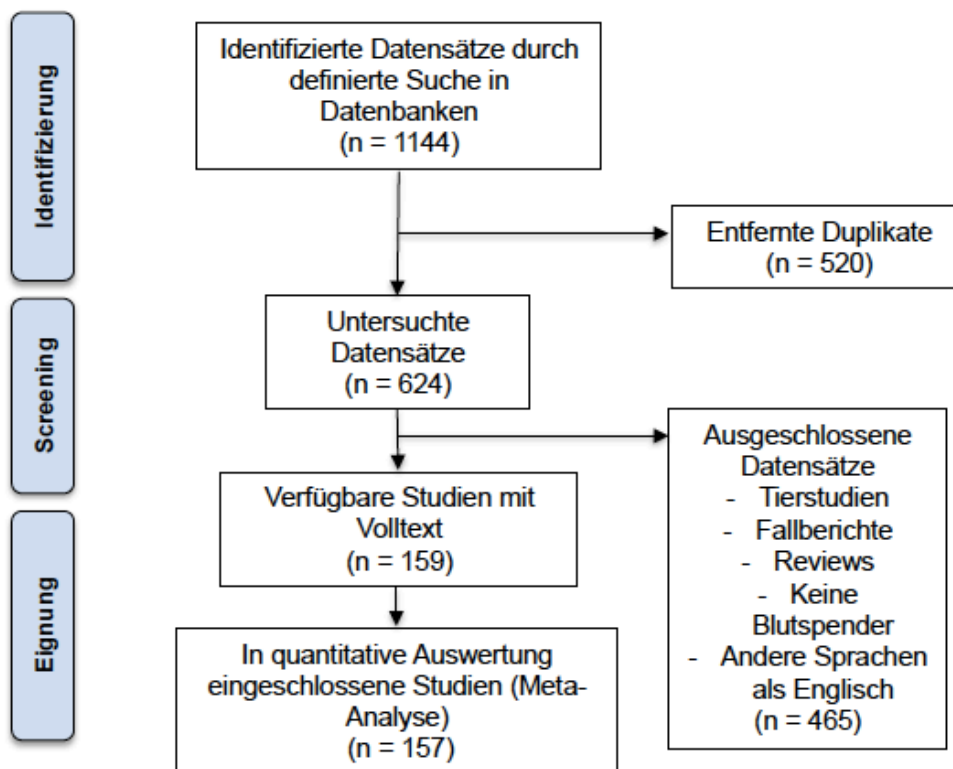 Identifizierung
Identifizierte Datensätze durch
definierte Suche in
Datenbanken
(n = 1144)
Entfernte Duplikate
(n = 520)
Screening
Untersuchte
Datensätze
(n = 624)
Ausgeschlossene
Datensätze
- Tierstudien
- Fallberichte
- Reviews
- Keine
Blutspender
- Andere Sprachen
als Englisch
(n = 465)
Eignung
Verfügbare Studien mit
Volltext
(n = 159)
In quantitative Auswertung
eingeschlossene Studien (Meta-
Analyse)
(n = 157)